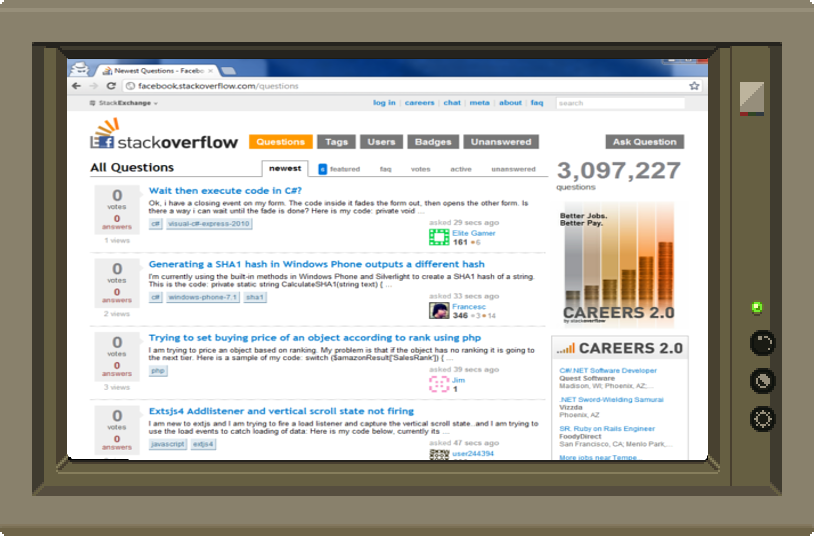 Newest Questions - Facebo
facebook.stackoverflow.com/questions
StackExchange
log in | careers | chat | meta | about | faq
search
stackoverflow
Questions Tags Users Badges Unanswered Ask Question
All Questions
newest featured faq votes active unanswered
3,097,227
questions
0
votes
0
answers
1 views
Wait then execute code in C#?
Ok, i have a closing event on my form. The code inside it fades the form out, then opens the other form. Is
there a way i can wait until the fade is done? Here is my code: private void ...
c# visual-c#-express-2010
asked 29 secs ago
Elite Gamer
161 ●6
0
votes
0
answers
2 views
Generating a SHA1 hash in Windows Phone outputs a different hash
I'm currently using the built-in methods in Windows Phone and Silverlight to create a SHA1 hash of a string.
This is the code: private static string CalculateSHA1(string text) { ...
c# windows-phone-7.1 sha1
asked 33 secs ago
Francesc
346 ●3 ●14
0
votes
0
answers
3 views
Trying to set buying price of an object according to rank using php
I am trying to price an object based on ranking. My problem is that if the object has no ranking it is going to
the next tier. Here is a sample of my code: switch ($amazonResult['SalesRank']) { ...
php
asked 39 secs ago
Jim
1
0
votes
0
answers
Extsjs4 Addlistener and vertical scroll state not firing
I am new to extjs and I am trying to fire a load listener and capture the vertical scroll state..and I am trying to
use the load events to catch loading of data: Here is my code below, currently its ...
javascript extjs4
asked 47 secs ago
user244394
Better Jobs.
Better Pay.
CAREERS 2.0
by stackoverflow
CAREERS 2.0
C#/.NET Software Developer
Quest Software
Madison, WI; Phoenix, AZ;...
.NET Sword-Wielding Samurai
Vizzda
Phoenix, AZ
SR. Ruby on Rails Engineer
FoodyDirect
San Francisco, CA; Menlo Park,...
More jobs near Tempe...